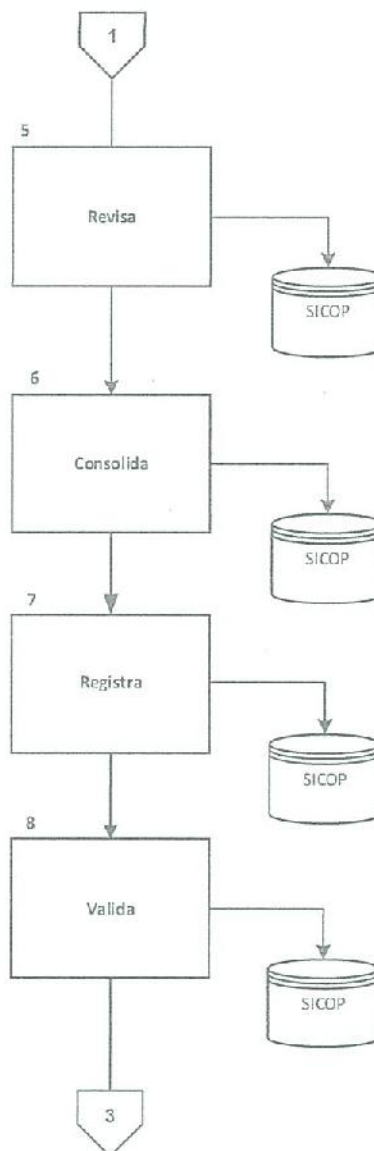 1
5
Revisa
SICOP
6
Consolida
SICOP
7
Registra
SICOP
8
Valida
SICOP
3